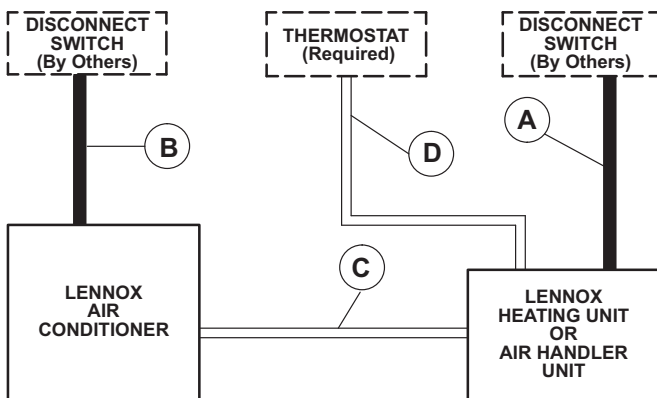 DISCONNECT
SWITCH
(By Others)
THERMOSTAT
(Required)
DISCONNECT
SWITCH
(By Others)
A
B
D
C
LENNOX
AIR
CONDITIONER
LENNOX
HEATING UNIT
OR
AIR HANDLER
UNIT